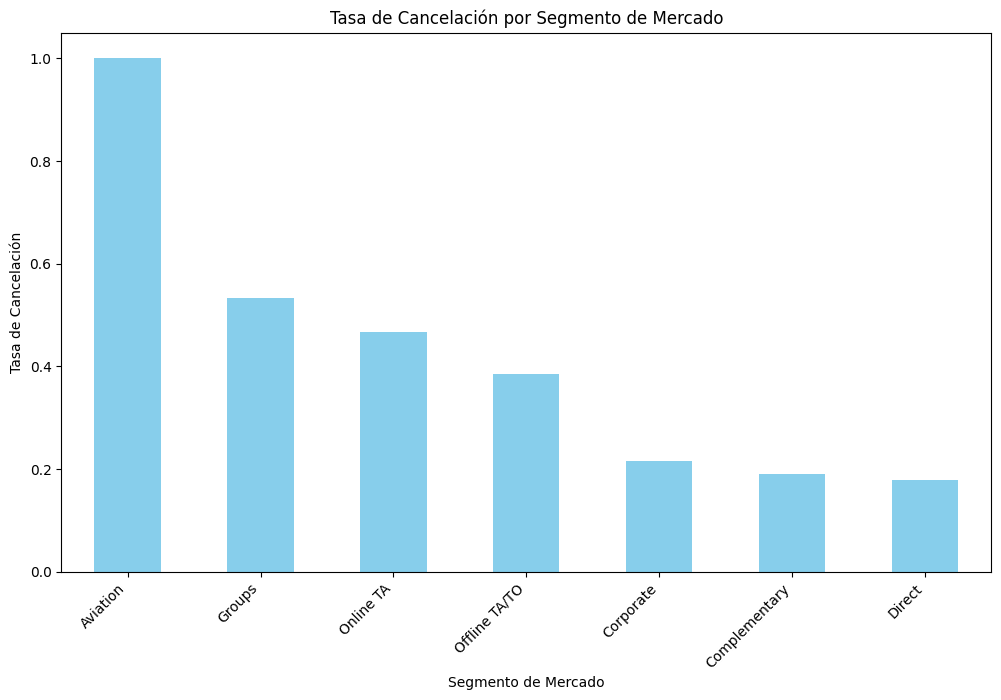 Tasa de Cancelación por Segmento de Mercado
Tasa de Cancelación
1.0
0.8
0.6
0.4
0.2
0.0
Aviation
Groups
Online TA
Offline TA/TO
Corporate
Complementary
Direct
Segmento de Mercado